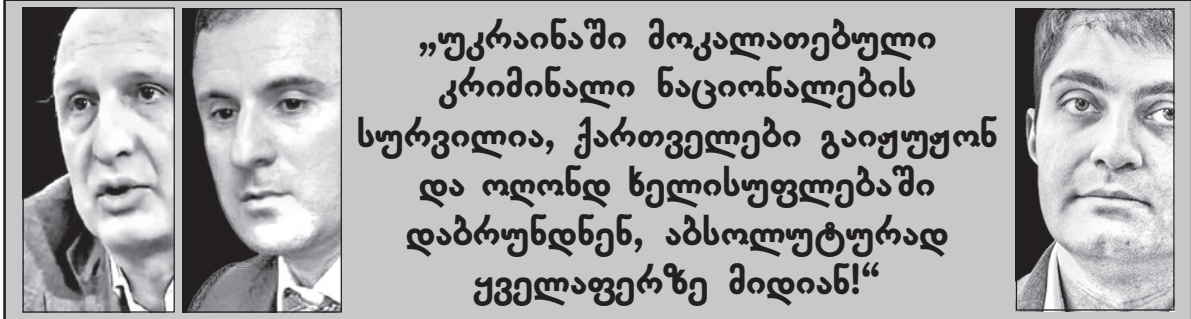 „უკრაინაში მოკალათებული
კრიმინალი ნაციონალების
სურვილია, ქართველები გაიჟუჟონ
და ოღონდ ხელისუფლებაში
დაბრუნდნენ, აბსოლუტურად
ყველაფერზე მიდიან!“